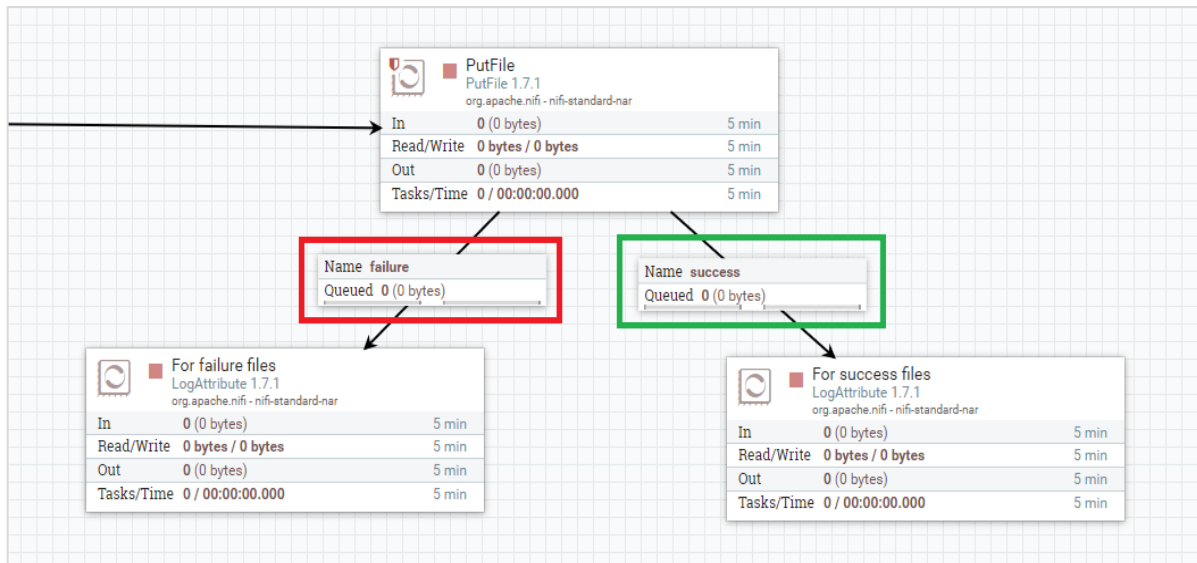 PutFile
PutFile 1.7.1
org.apache.nifi - nifi-standard-nar
In 0 (0 bytes) 5 min
Read/Write 0 bytes / 0 bytes 5 min
Out 0 (0 bytes) 5 min
Tasks/Time 0 / 00:00:00.000 5 min
Name failure
Queued 0 (0 bytes)
Name success
Queued 0 (0 bytes)
For failure files
LogAttribute 1.7.1
org.apache.nifi - nifi-standard-nar
In 0 (0 bytes) 5 min
Read/Write 0 bytes / 0 bytes 5 min
Out 0 (0 bytes) 5 min
Tasks/Time 0 / 00:00:00.000 5 min
For success files
LogAttribute 1.7.1
org.apache.nifi - nifi-standard-nar
In 0 (0 bytes) 5 min
Read/Write 0 bytes / 0 bytes 5 min
Out 0 (0 bytes) 5 min
Tasks/Time 0 / 00:00:00.000 5 min